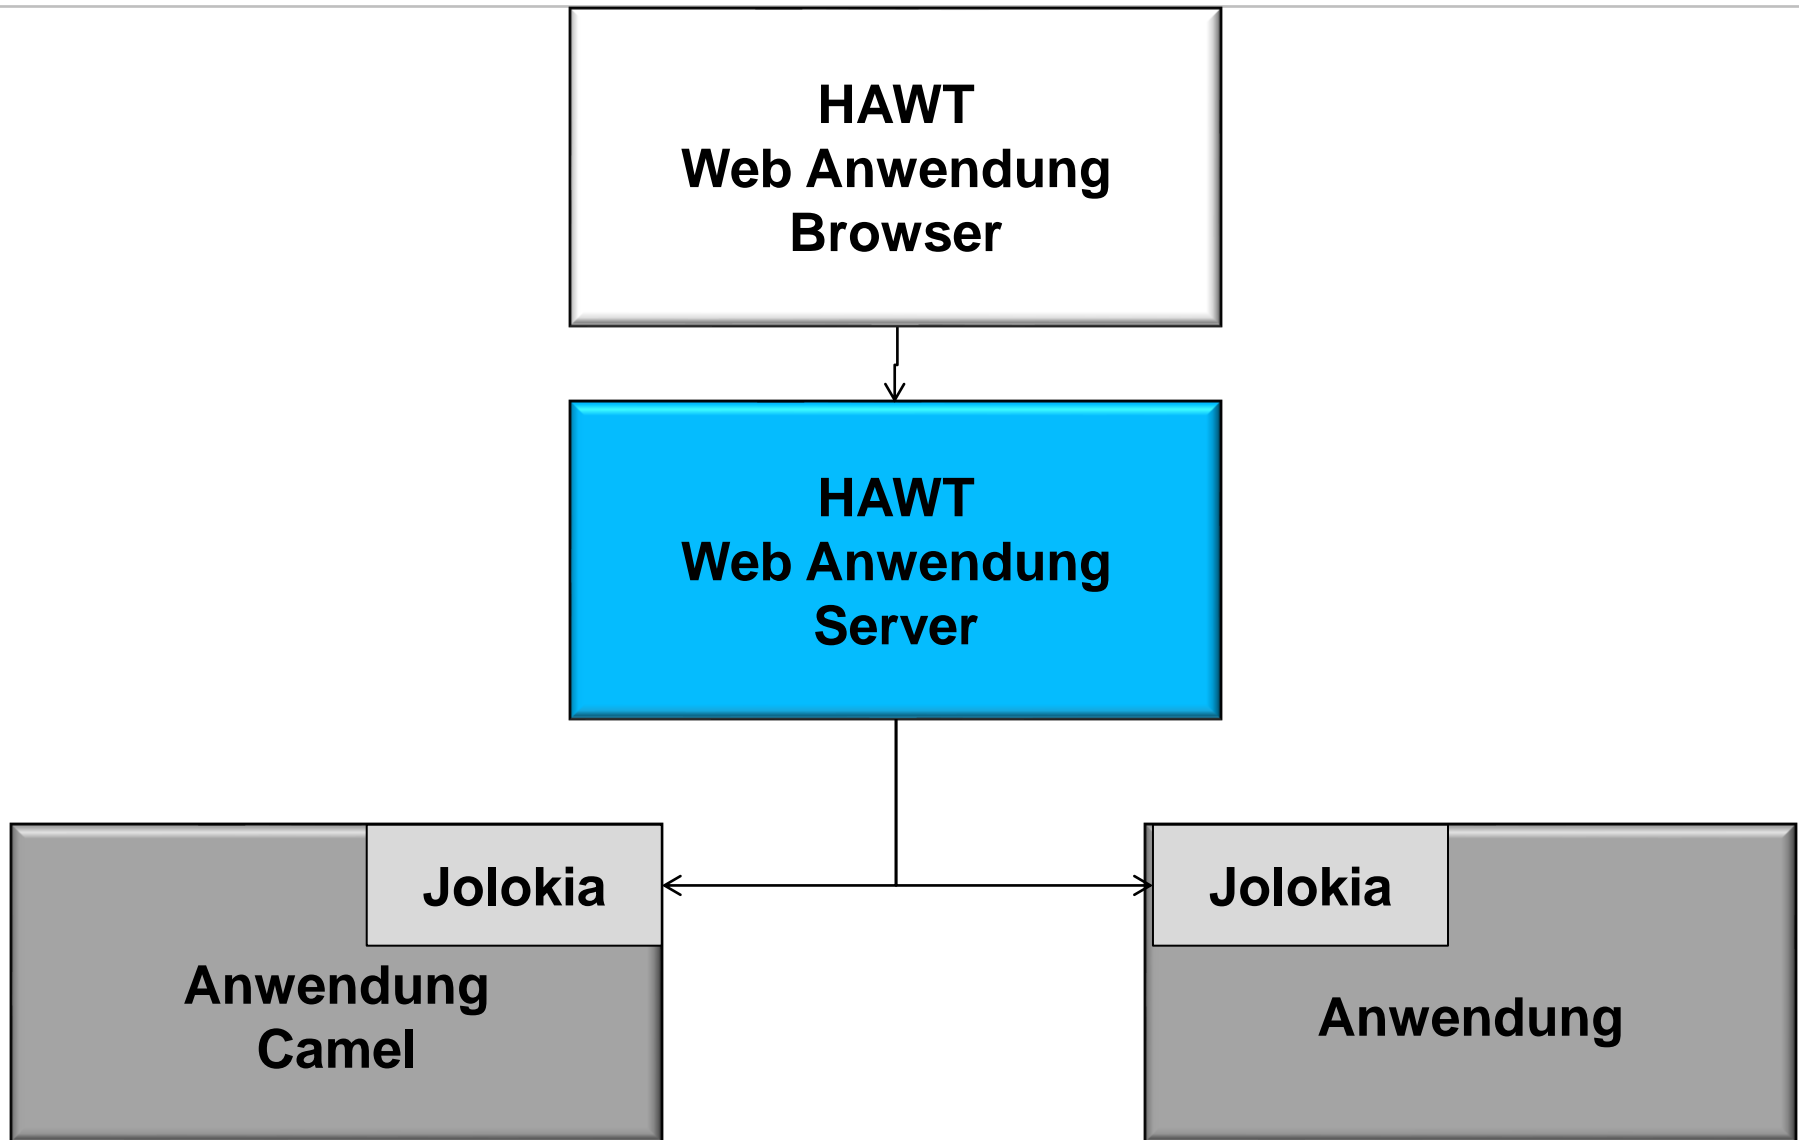 HAWT
Web Anwendung
Browser
HAWT
Web Anwendung
Server
Jolokia
Anwendung
Camel
Jolokia
Anwendung